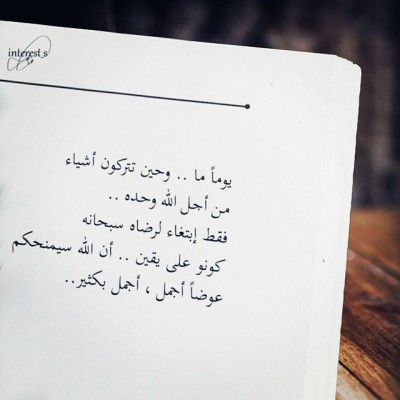 interest_s
يوماً ما .. وحين تتركون أشياء
من أجل الله وحده ..
فقط إبتغاء لرضاه سبحانه
كونو على يقين .. أن الله سيمنحكم
عوضاً أجمل ، أجمل بكثير..